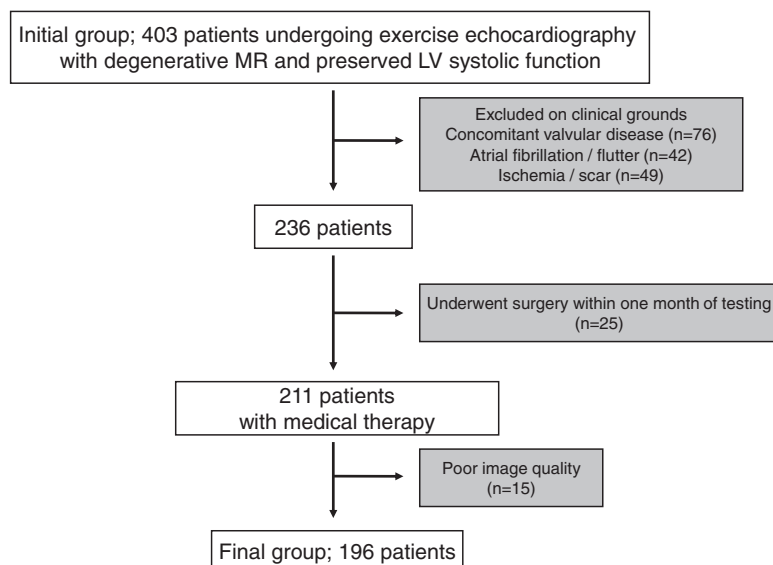 Initial group; 403 patients undergoing exercise echocardiography
with degenerative MR and preserved LV systolic function
Excluded on clinical grounds
Concomitant valvular disease (n=76)
Atrial fibrillation / flutter (n=42)
Ischemia / scar (n=49)
236 patients
Underwent surgery within one month of testing
(n=25)
211 patients
with medical therapy
Poor image quality
(n=15)
Final group; 196 patients